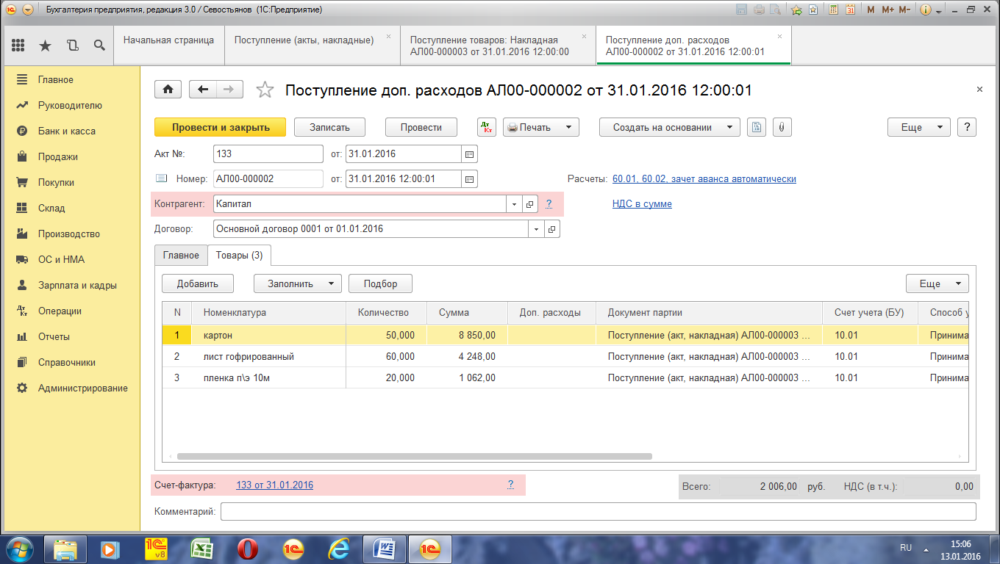 Бухгалтерия предприятия, редакция 3.0 / Севостьянов (1С:Предприятие)
M M+ M-
Начальная страница
Поступление (акты, накладные)
Поступление товаров: Накладная
АЛ00-000003 от 31.01.2016 12:00:00
Поступление доп. расходов
АЛ00-000002 от 31.01.2016 12:00:01
Главное
Руководителю
Банк и касса
Продажи
Покупки
Склад
Производство
ОС и НМА
Зарплата и кадры
Операции
Отчеты
Справочники
Администрирование
Поступление доп. расходов АЛ00-000002 от 31.01.2016 12:00:01
Провести и закрыть Записать Провести Дт Кт Печать Создать на основании Еще ?
Акт №: 133 от: 31.01.2016
Номер: АЛ00-000002 от: 31.01.2016 12:00:01 Расчеты: 60.01, 60.02, зачет аванса автоматически
Контрагент: Капитал ? НДС в сумме
Договор: Основной договор 0001 от 01.01.2016
Главное Товары (3)
Добавить Заполнить Подбор Еще
N Номенклатура Количество Сумма Доп. расходы Документ партии Счет учета (БУ) Способ у
1 картон 50,000 8 850,00 Поступление (акт, накладная) АЛ00-000003 ... 10.01 Принима
2 лист гофрированный 60,000 4 248,00 Поступление (акт, накладная) АЛ00-000003 ... 10.01 Принима
3 пленка п\э 10м 20,000 1 062,00 Поступление (акт, накладная) АЛ00-000003 ... 10.01 Принима
Счет-фактура: 133 от 31.01.2016 ? Всего: 2 006,00 руб. НДС (в т.ч.): 0,00
Комментарий:
RU 15:06
13.01.2016